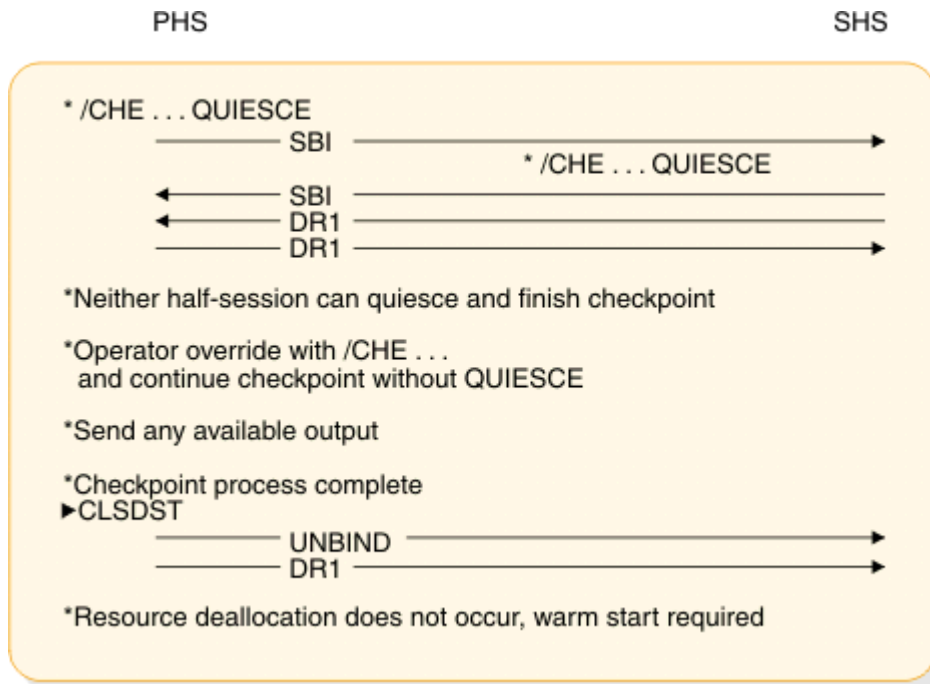 PHS SHS
* /CHE . . . QUIESCE
SBI
* /CHE . . . QUIESCE
SBI
DR1
DR1
*Neither half-session can quiesce and finish checkpoint
*Operator override with /CHE . . .
and continue checkpoint without QUIESCE
*Send any available output
*Checkpoint process complete
►CLSDST
UNBIND
DR1
*Resource deallocation does not occur, warm start required